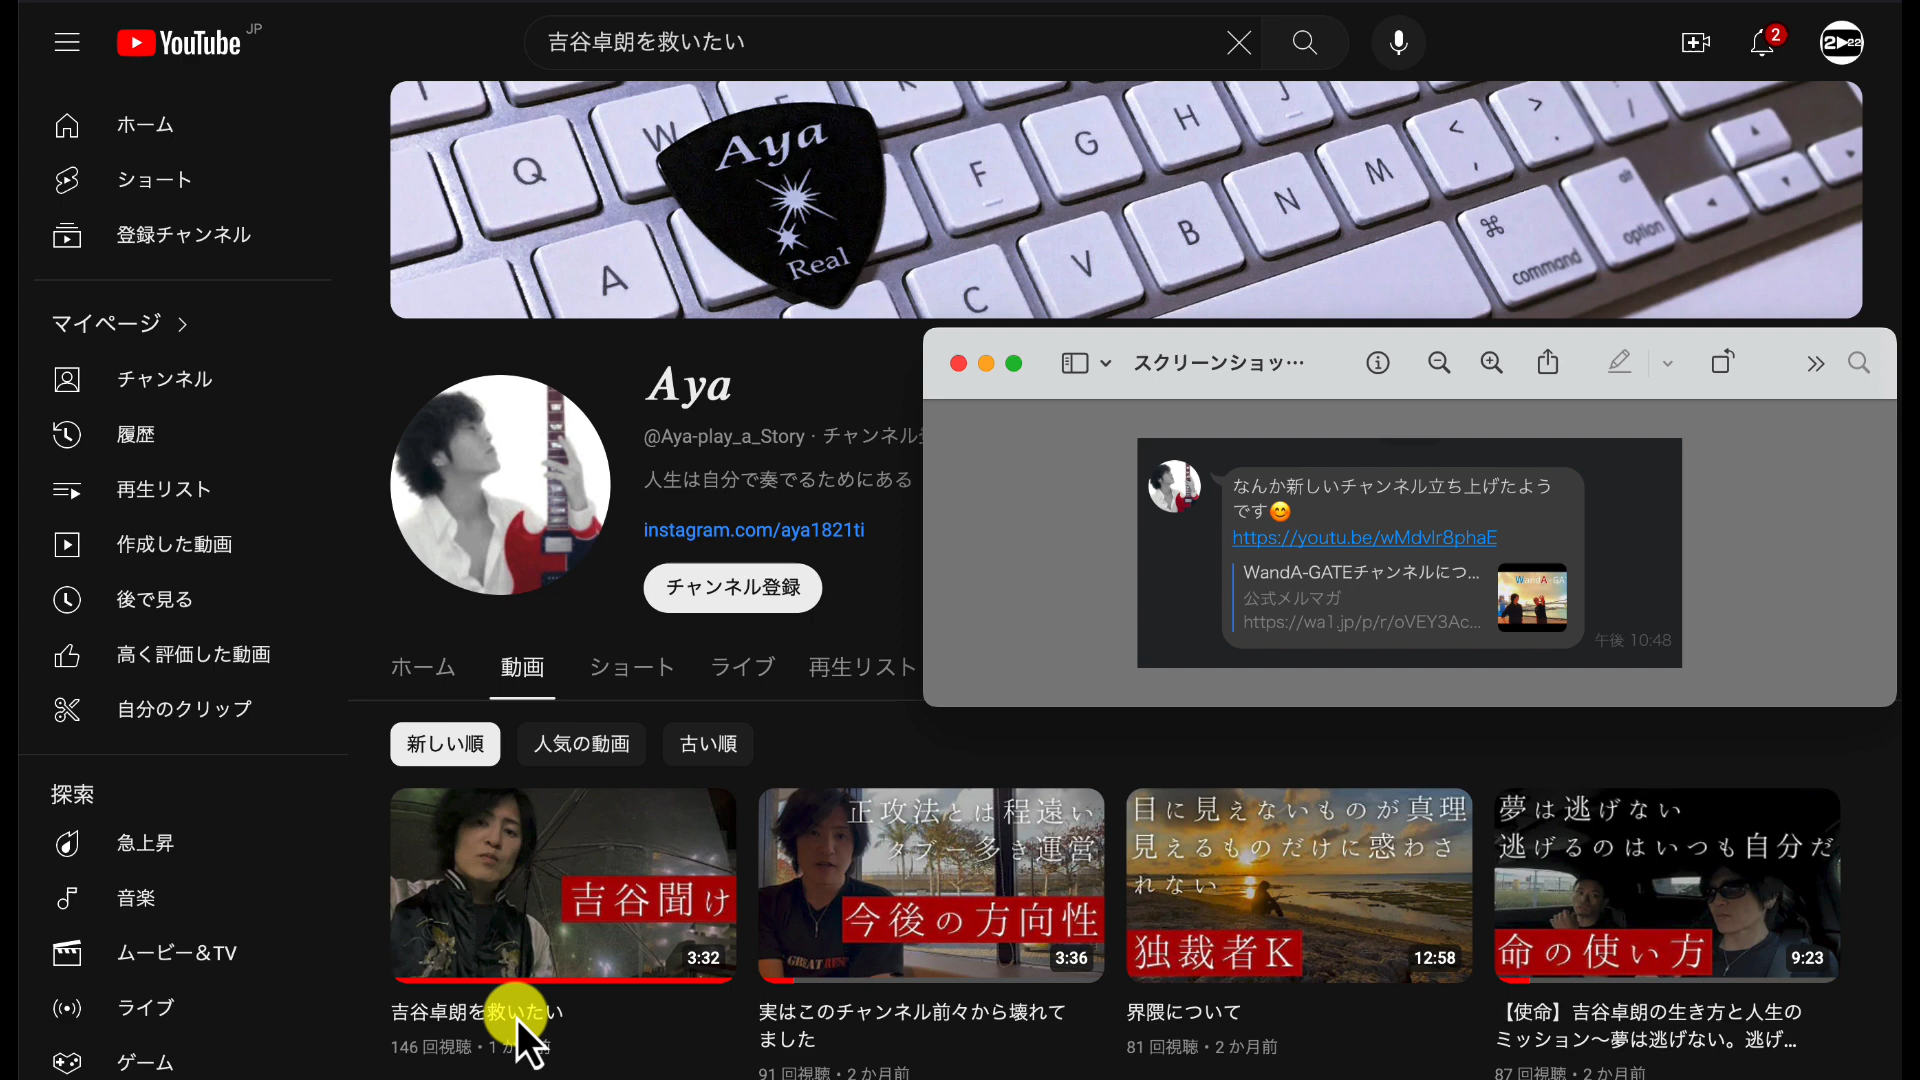 YouTube JP
吉谷卓朗を救いたい
2
2▶22
ホーム
ショート
登録チャンネル
マイページ
チャンネル
履歴
再生リスト
作成した動画
後で見る
高く評価した動画
自分のクリップ
探索
急上昇
音楽
ムービー&TV
ライブ
ゲーム
Q W H J > /
G < .
F M ,
N alt
A B ⌘ option
V command
C
Aya
Real
Aya
@Aya-play_a_Story · チャンネル
人生は自分で奏でるためにある
instagram.com/aya1821ti
チャンネル登録
ホーム
動画
ショート
ライブ
再生リスト
スクリーンショッ…
なんか新しいチャンネル立ち上げたよう
です😊
https://youtu.be/wMdvIr8phaE
WandA-GATEチャンネルにつ...
公式メルマガ
https://wa1.jp/p/r/oVEY3Ac...
WandA-GA
午後 10:48
新しい順
人気の動画
古い順
吉谷聞け
3:32
吉谷卓朗を救いたい
146 回視聴・1 か月前
正攻法とは程遠い
タブー多き運営
今後の方向性
3:36
実はこのチャンネル前々から壊れて
ました
91 回視聴・2 か月前
目に見えないものが真理
見えるものだけに惑わさ
れない
独裁者K
12:58
界隈について
81 回視聴・2 か月前
夢は逃げない
逃げるのはいつも自分だ
命の使い方
9:23
【使命】吉谷卓朗の生き方と人生の
ミッション〜夢は逃げない。逃げ...
87 回視聴・2 か月前